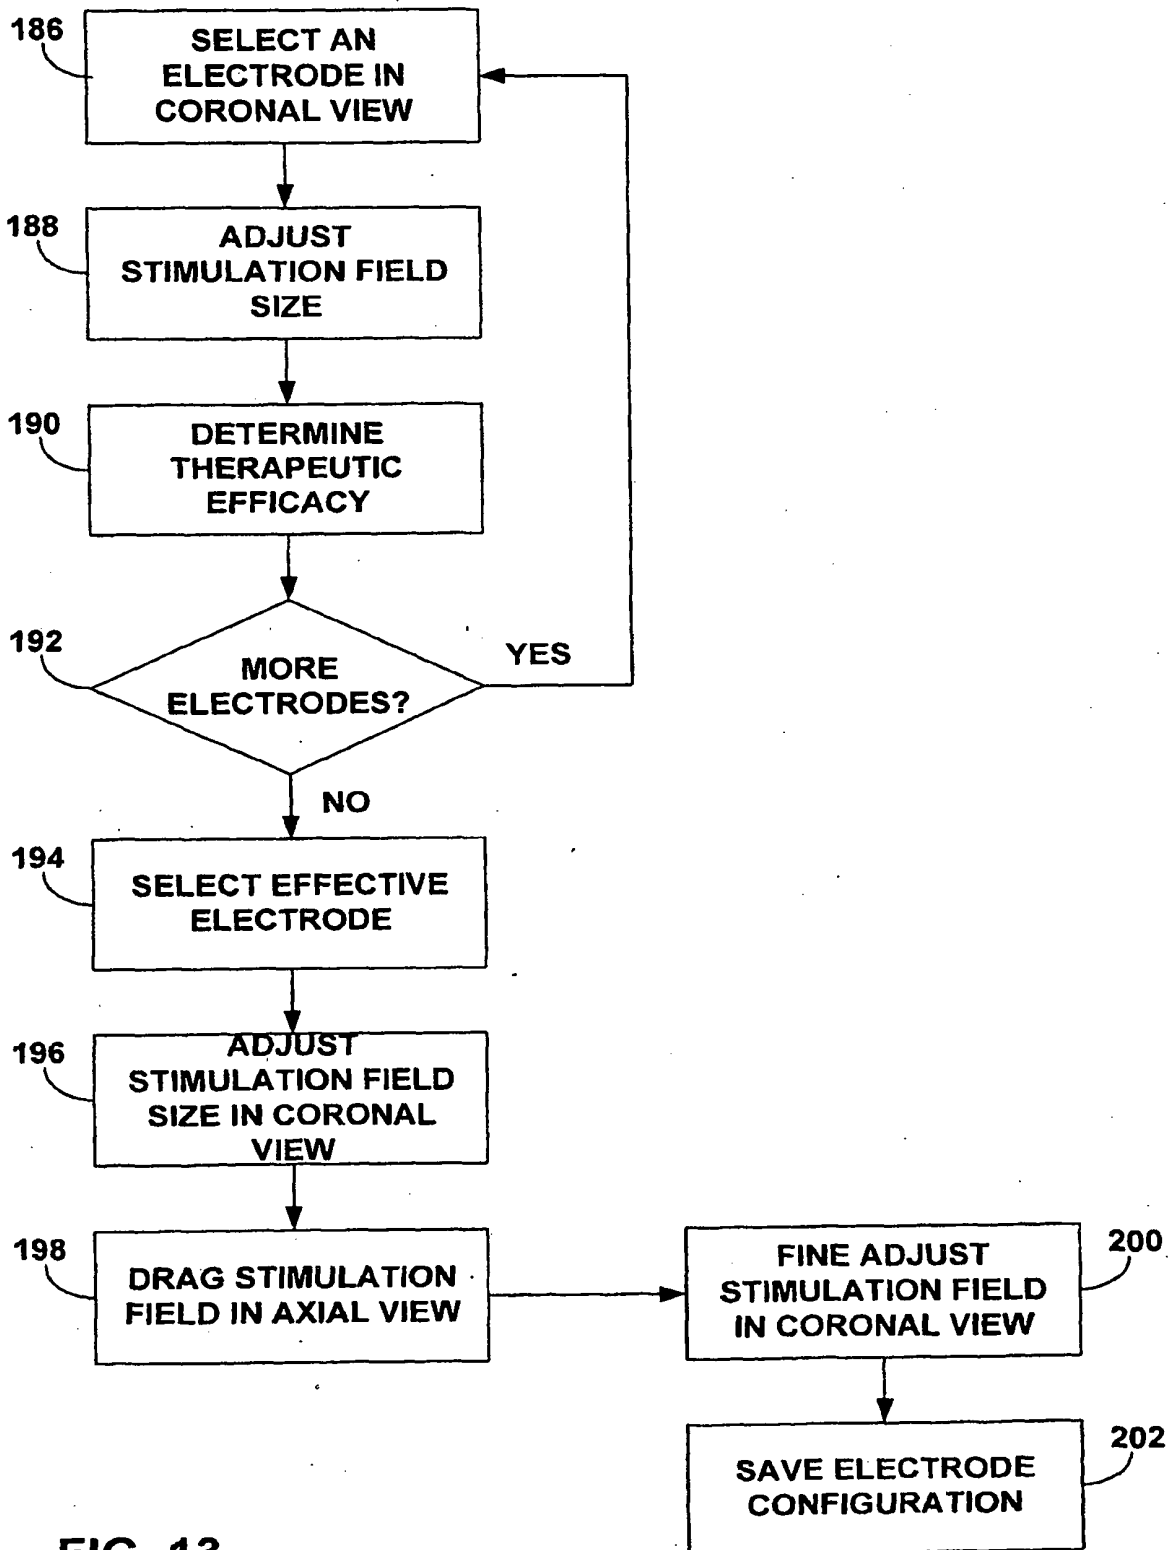 186
SELECT AN
ELECTRODE IN
CORONAL VIEW
188
ADJUST
STIMULATION FIELD
SIZE
190
DETERMINE
THERAPEUTIC
EFFICACY
192
MORE
ELECTRODES?
YES
NO
194
SELECT EFFECTIVE
ELECTRODE
196
ADJUST
STIMULATION FIELD
SIZE IN CORONAL
VIEW
198
DRAG STIMULATION
FIELD IN AXIAL VIEW
200
FINE ADJUST
STIMULATION FIELD
IN CORONAL VIEW
202
SAVE ELECTRODE
CONFIGURATION
FIG. 13